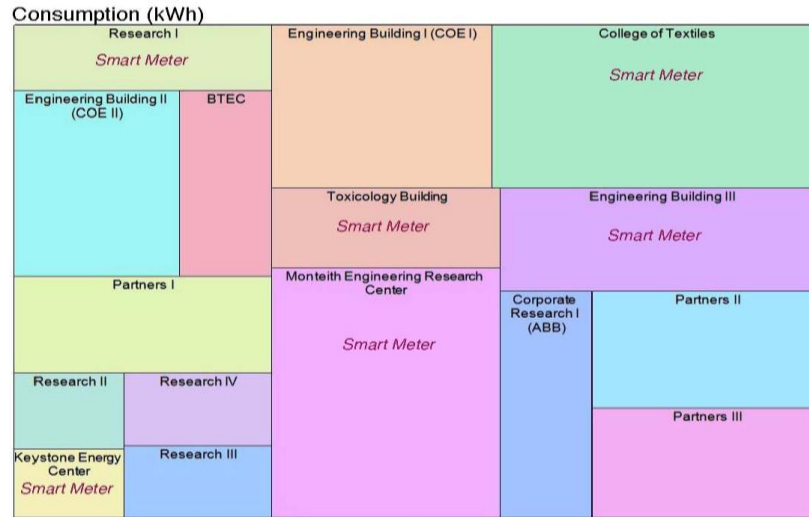 Consumption (kWh)
Research I
Smart Meter
Engineering Building I (COE I)
College of Textiles
Smart Meter
Engineering Building II
(COE II)
BTEC
Toxicology Building
Smart Meter
Engineering Building III
Smart Meter
Partners I
Monteith Engineering Research
Center
Smart Meter
Corporate
Research I
(ABB)
Partners II
Research II
Research IV
Partners III
Keystone Energy
Center
Smart Meter
Research III